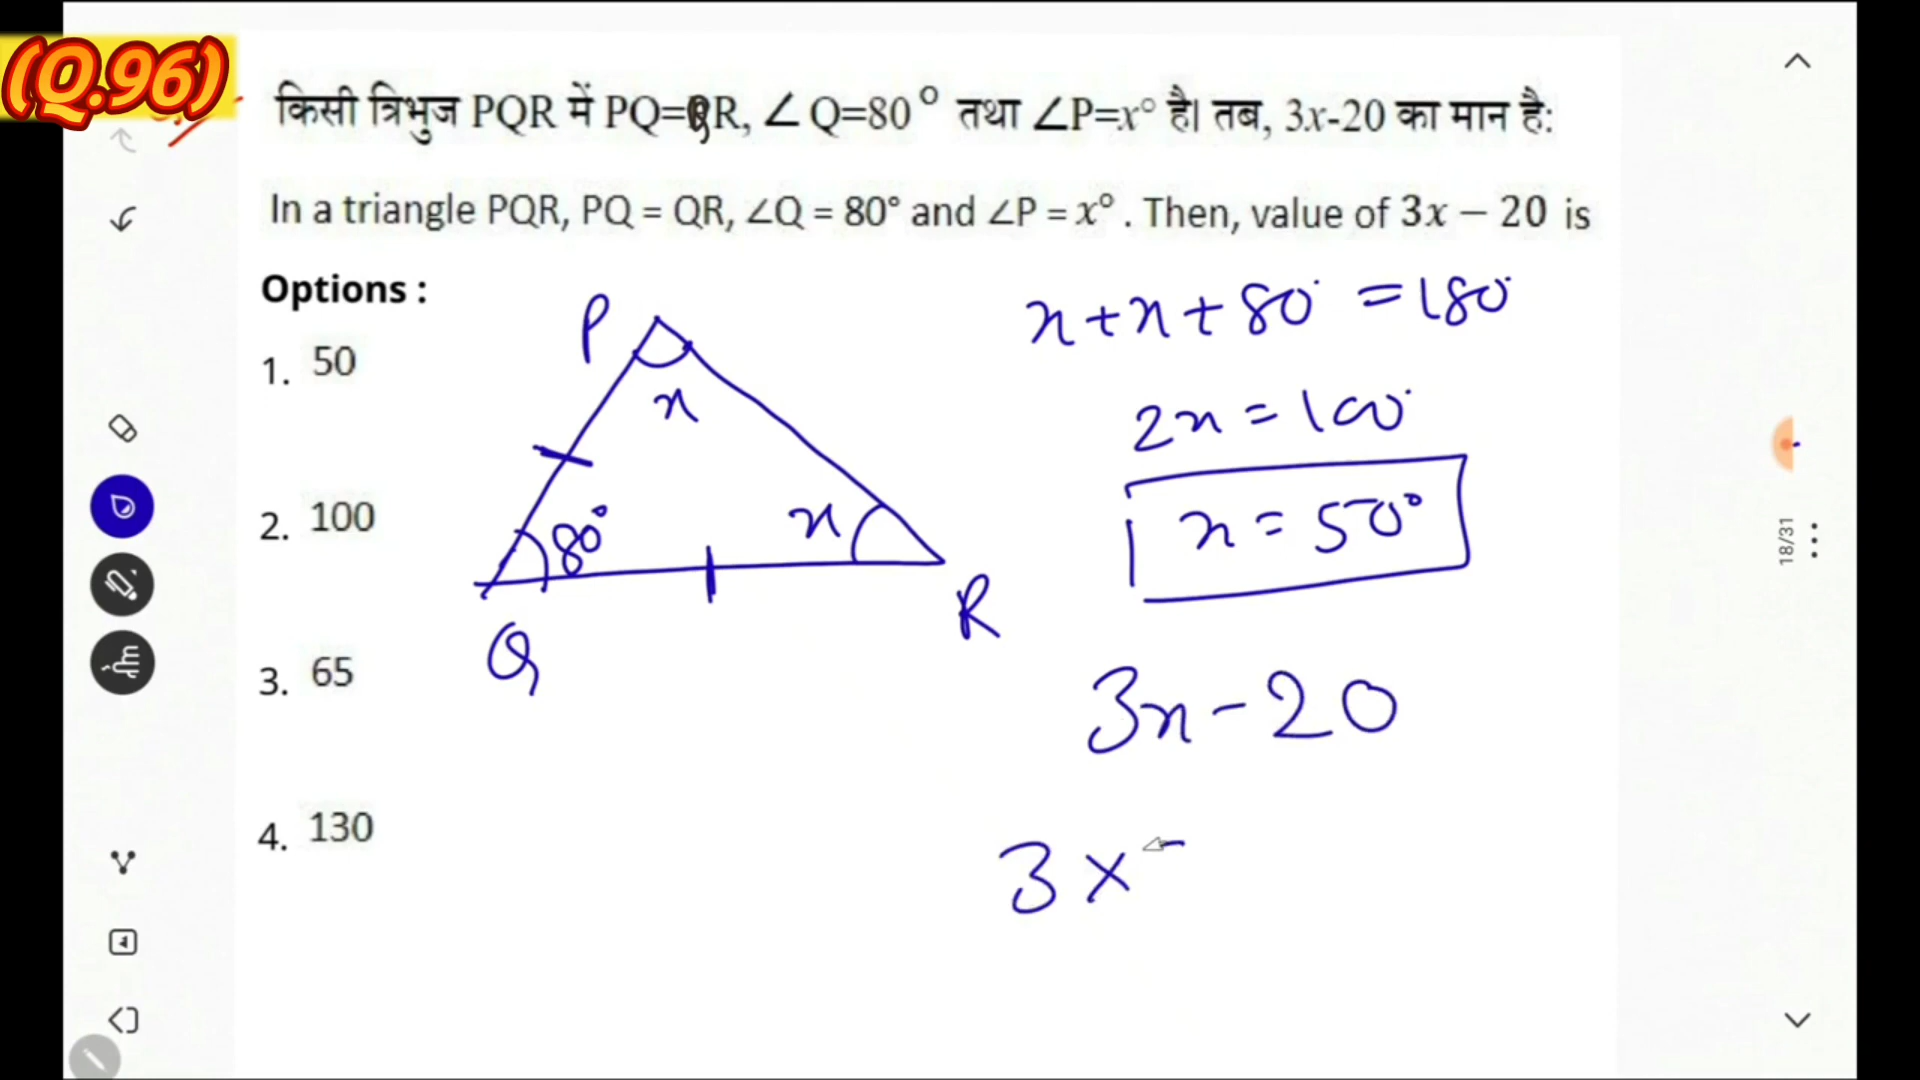 (Q.96)
किसी त्रिभुज PQR में PQ=QR, ∠Q=80° तथा ∠P=x° है। तब, 3x-20 का मान है:
In a triangle PQR, PQ = QR, ∠Q = 80° and ∠P = x°. Then, value of 3x – 20 is
Options :
1. 50
2. 100
3. 65
4. 130
P
x
80°
x
Q
R
x+x+80° =180°
2x = 100°
x = 50°
3x-20
3 ×
18/31